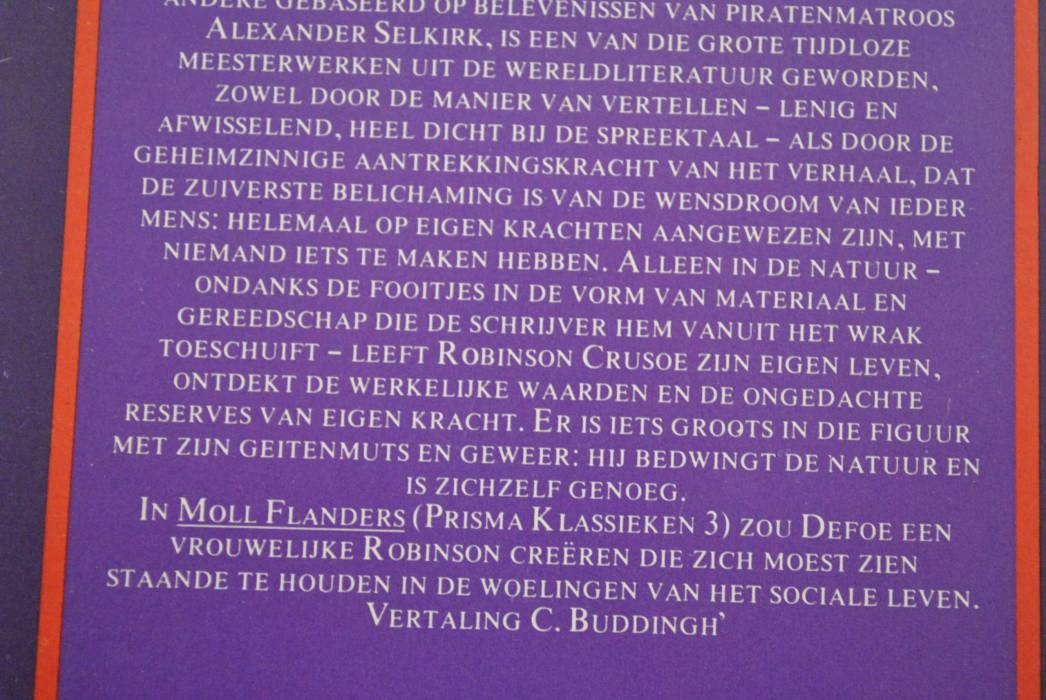 ANDERE GEBASEERD OP BELEVENISSEN VAN PIRATENMATROOS
ALEXANDER SELKIRK, IS EEN VAN DIE GROTE TIJDLOZE
MEESTERWERKEN UIT DE WERELDLITERATUUR GEWORDEN,
ZOWEL DOOR DE MANIER VAN VERTELLEN – LENIG EN
AFWISSELEND, HEEL DICHT BIJ DE SPREEKTAAL – ALS DOOR DE
GEHEIMZINNIGE AANTREKKINGSKRACHT VAN HET VERHAAL, DAT
DE ZUIVERSTE BELICHAMING IS VAN DE WENSDROOM VAN IEDER
MENS: HELEMAAL OP EIGEN KRACHTEN AANGEWEZEN ZIJN, MET
NIEMAND IETS TE MAKEN HEBBEN. ALLEEN IN DE NATUUR –
ONDANKS DE FOOITJES IN DE VORM VAN MATERIAAL EN
GEREEDSCHAP DIE DE SCHRIJVER HEM VANUIT HET WRAK
TOESCHUIFT – LEEFT ROBINSON CRUSOE ZIJN EIGEN LEVEN,
ONTDEKT DE WERKELIJKE WAARDEN EN DE ONGEDACHTE
RESERVES VAN EIGEN KRACHT. ER IS IETS GROOTS IN DIE FIGUUR
MET ZIJN GEITENMUTS EN GEWEER: HIJ BEDWINGT DE NATUUR EN
IS ZICHZELF GENOEG.
IN MOLL FLANDERS (PRISMA KLASSIEKEN 3) ZOU DEFOE EEN
VROUWELIJKE ROBINSON CREËREN DIE ZICH MOEST ZIEN
STAANDE TE HOUDEN IN DE WOELINGEN VAN HET SOCIALE LEVEN.
VERTALING C. BUDDINGH'